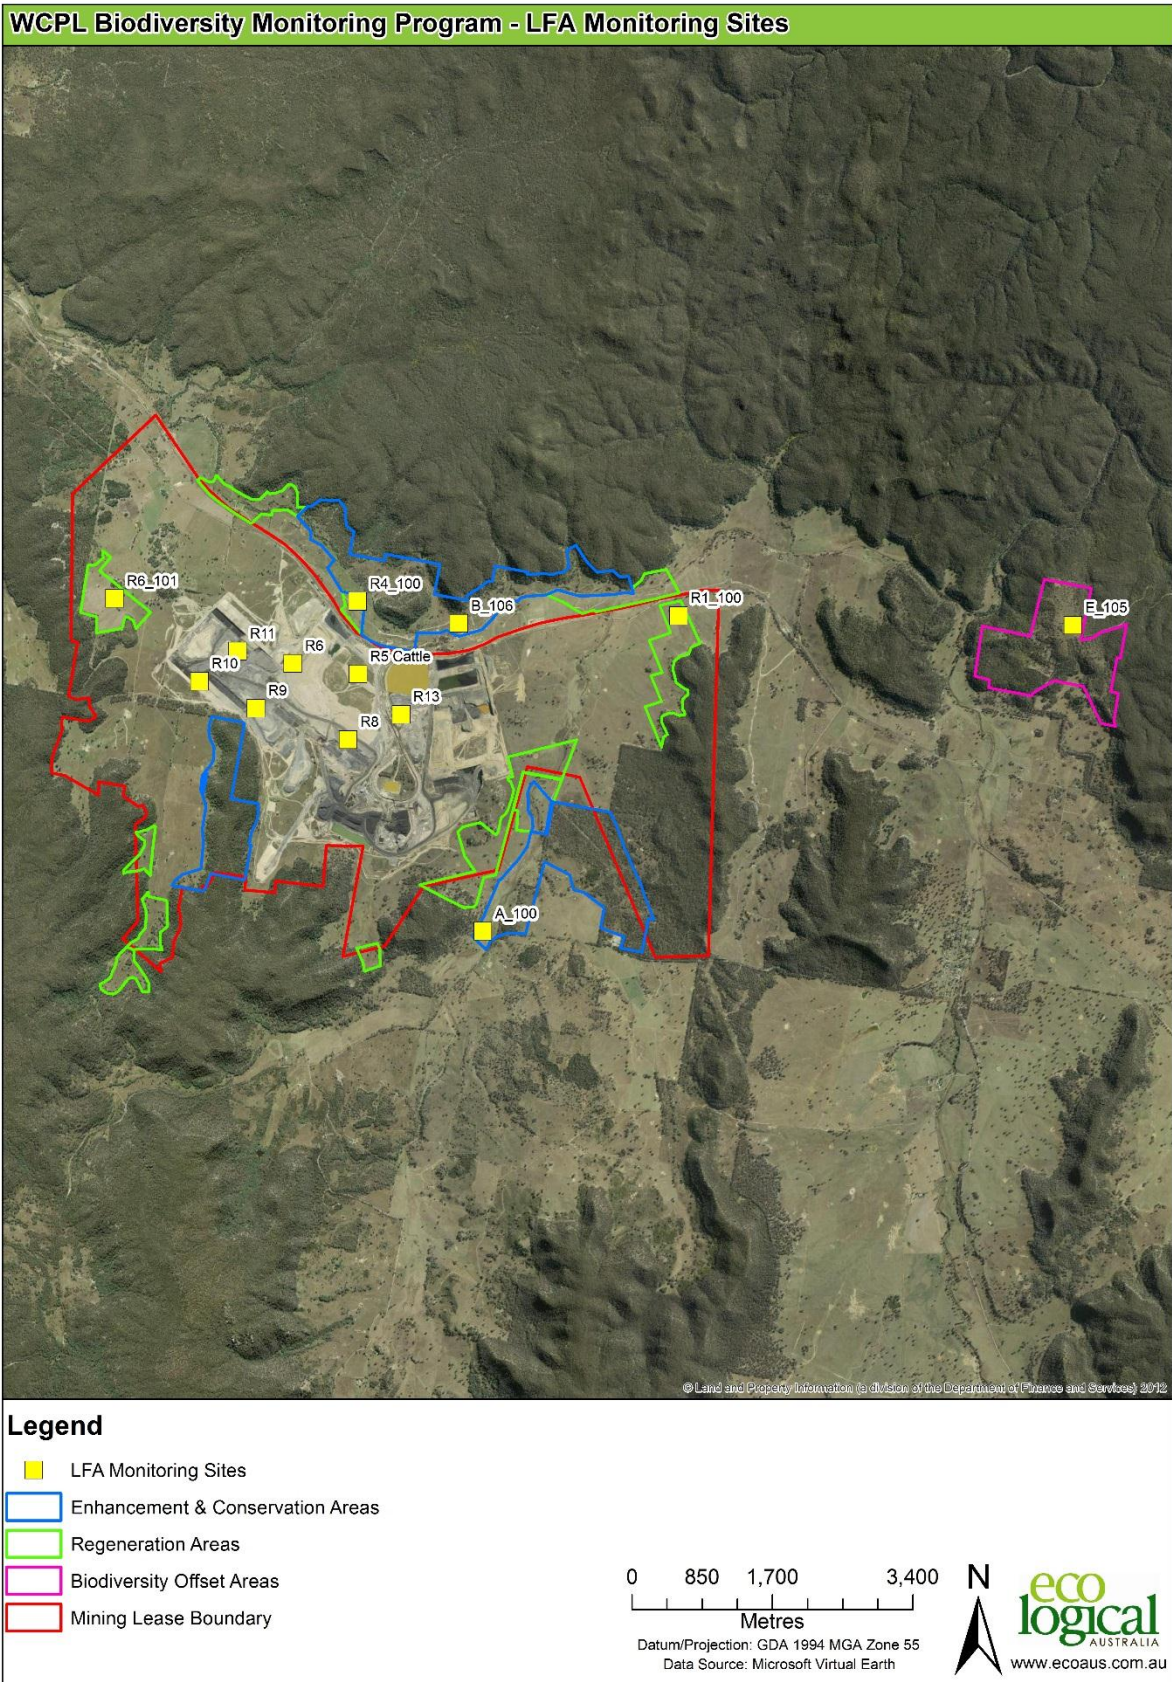 WCPL Biodiversity Monitoring Program - LFA Monitoring Sites
R6_101
R4_100
B_106
R1_100
E_105
R11
R6
R5 Cattle
R10
R9
R13
R8
A_100
© Land and Property Information (a division of the Department of Finance and Services) 2012
Legend
LFA Monitoring Sites
Enhancement & Conservation Areas
Regeneration Areas
Biodiversity Offset Areas
Mining Lease Boundary
0 850 1,700 3,400
Metres
Datum/Projection: GDA 1994 MGA Zone 55
Data Source: Microsoft Virtual Earth
N
eco
logical
AUSTRALIA
www.ecoaus.com.au